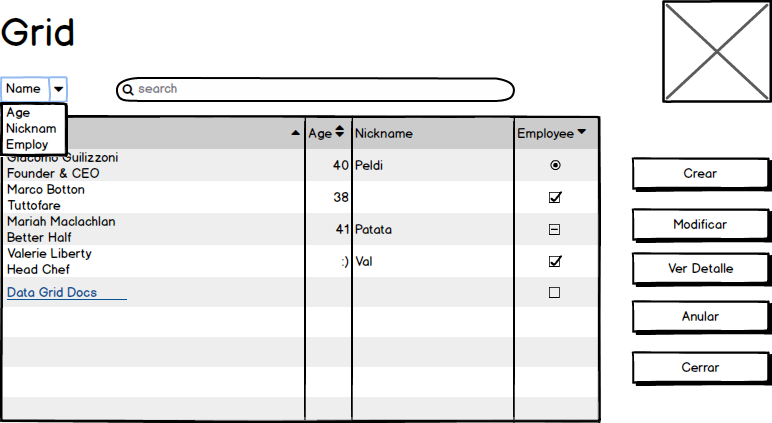 Grid
Name
search
Age
Nicknam
Employ
Age
Nickname
Employee
Giacomo Guilizzoni
Founder & CEO
40
Peldi
Marco Botton
Tuttofare
38
Mariah Maclachlan
Better Half
41
Patata
Valerie Liberty
Head Chef
:)
Val
Data Grid Docs
Crear
Modificar
Ver Detalle
Anular
Cerrar